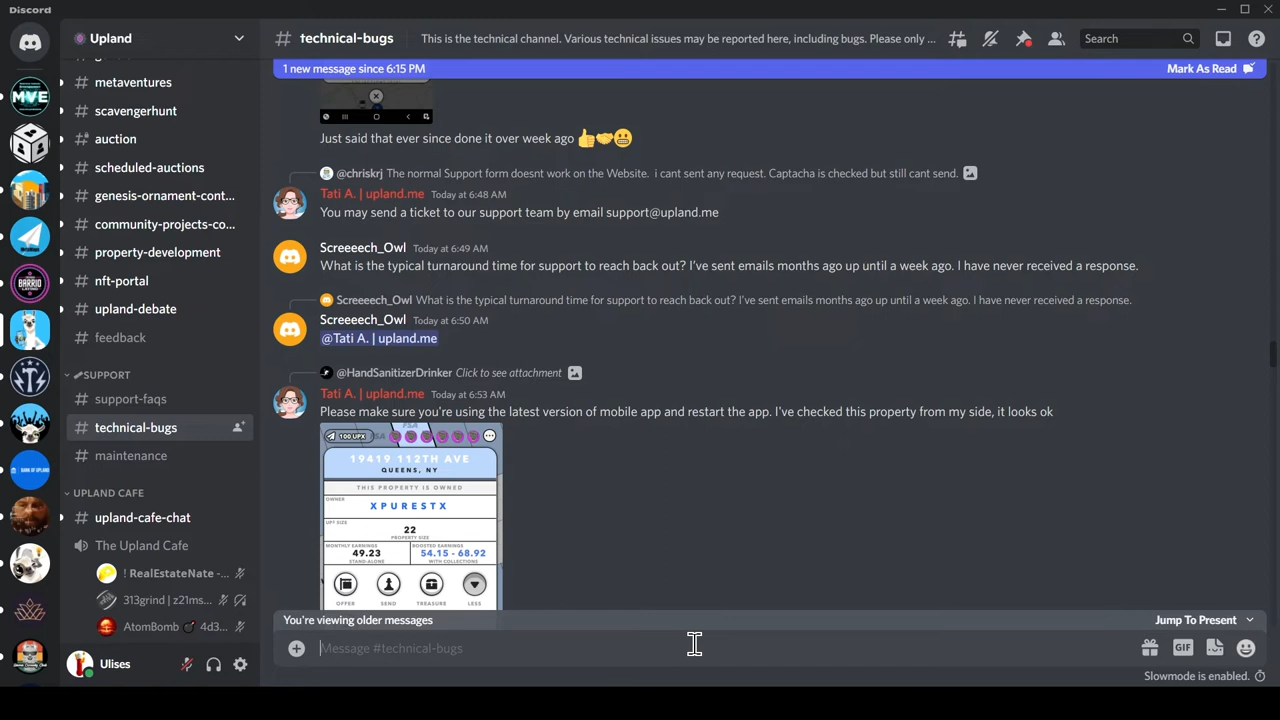 Discord
Upland
# technical-bugs
This is the technical channel. Various technical issues may be reported here, including bugs. Please only ...
Search
1 new message since 6:15 PM
Mark As Read
# metaventures
# scavengerhunt
# auction
# scheduled-auctions
# genesis-ornament-cont...
# community-projects-co...
# property-development
# nft-portal
# upland-debate
# feedback
SUPPORT
# support-faqs
# technical-bugs
# maintenance
UPLAND CAFE
# upland-cafe-chat
The Upland Cafe
! RealEstateNate -...
313grind | z21ms...
AtomBomb 💣 4d3...
Ulises
Just said that ever since done it over week ago 👍🤝😬
@chriskrj The normal Support form doesnt work on the Website. i cant sent any request. Captacha is checked but still cant send.
Tati A. | upland.me Today at 6:48 AM
You may send a ticket to our support team by email support@upland.me
Screeeech_Owl Today at 6:49 AM
What is the typical turnaround time for support to reach back out? I've sent emails months ago up until a week ago. I have never received a response.
Screeeech_Owl What is the typical turnaround time for support to reach back out? I've sent emails months ago up until a week ago. I have never received a response.
Screeeech_Owl Today at 6:50 AM
@Tati A. | upland.me
@HandSanitizerDrinker Click to see attachment
Tati A. | upland.me Today at 6:53 AM
Please make sure you're using the latest version of mobile app and restart the app. I've checked this property from my side, it looks ok
100 UPX
19419 112TH AVE
QUEENS, NY
THIS PROPERTY IS OWNED
OWNER
XPURESTX
UP² SIZE
22
PROPERTY SIZE
MONTHLY EARNINGS BOOSTED EARNINGS
49.23 54.15 - 68.92
STAND-ALONE WITH COLLECTIONS
OFFER SEND TREASURE LESS
You're viewing older messages
Jump To Present
Message #technical-bugs
GIF
Slowmode is enabled.